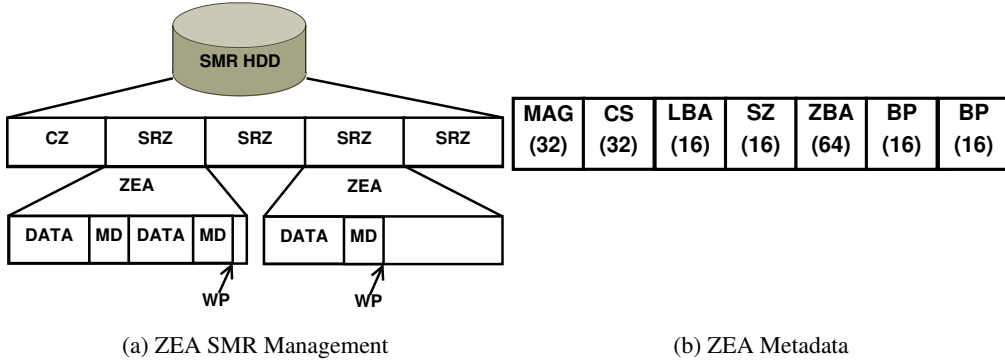 SMR HDD
CZ SRZ SRZ SRZ SRZ
ZEA ZEA
DATA MD DATA MD DATA MD
WP WP
(a) ZEA SMR Management
MAG CS LBA SZ ZBA BP BP
(32) (32) (16) (16) (64) (16) (16)
(b) ZEA Metadata